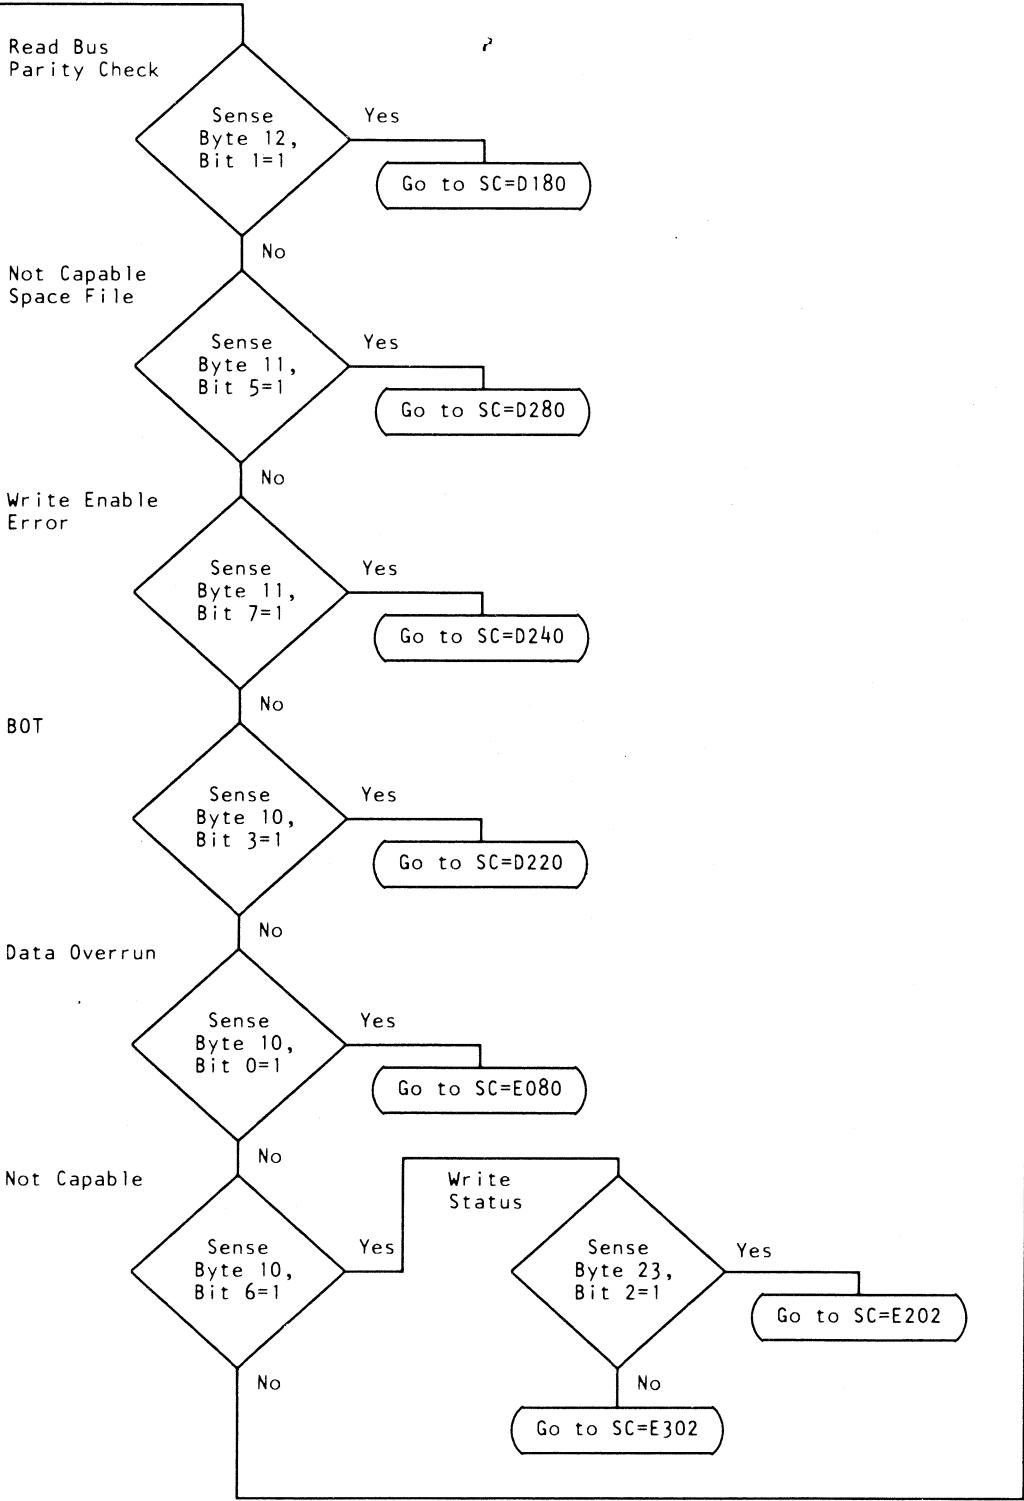 Read Bus
Parity Check
Sense
Byte 12,
Bit 1=1
Yes
Go to SC=D180
No
Not Capable
Space File
Sense
Byte 11,
Bit 5=1
Yes
Go to SC=D280
No
Write Enable
Error
Sense
Byte 11,
Bit 7=1
Yes
Go to SC=D240
No
BOT
Sense
Byte 10,
Bit 3=1
Yes
Go to SC=D220
No
Data Overrun
Sense
Byte 10,
Bit 0=1
Yes
Go to SC=E080
No
Not Capable
Sense
Byte 10,
Bit 6=1
Yes
Write
Status
Sense
Byte 23,
Bit 2=1
Yes
Go to SC=E202
No
Go to SC=E302
No